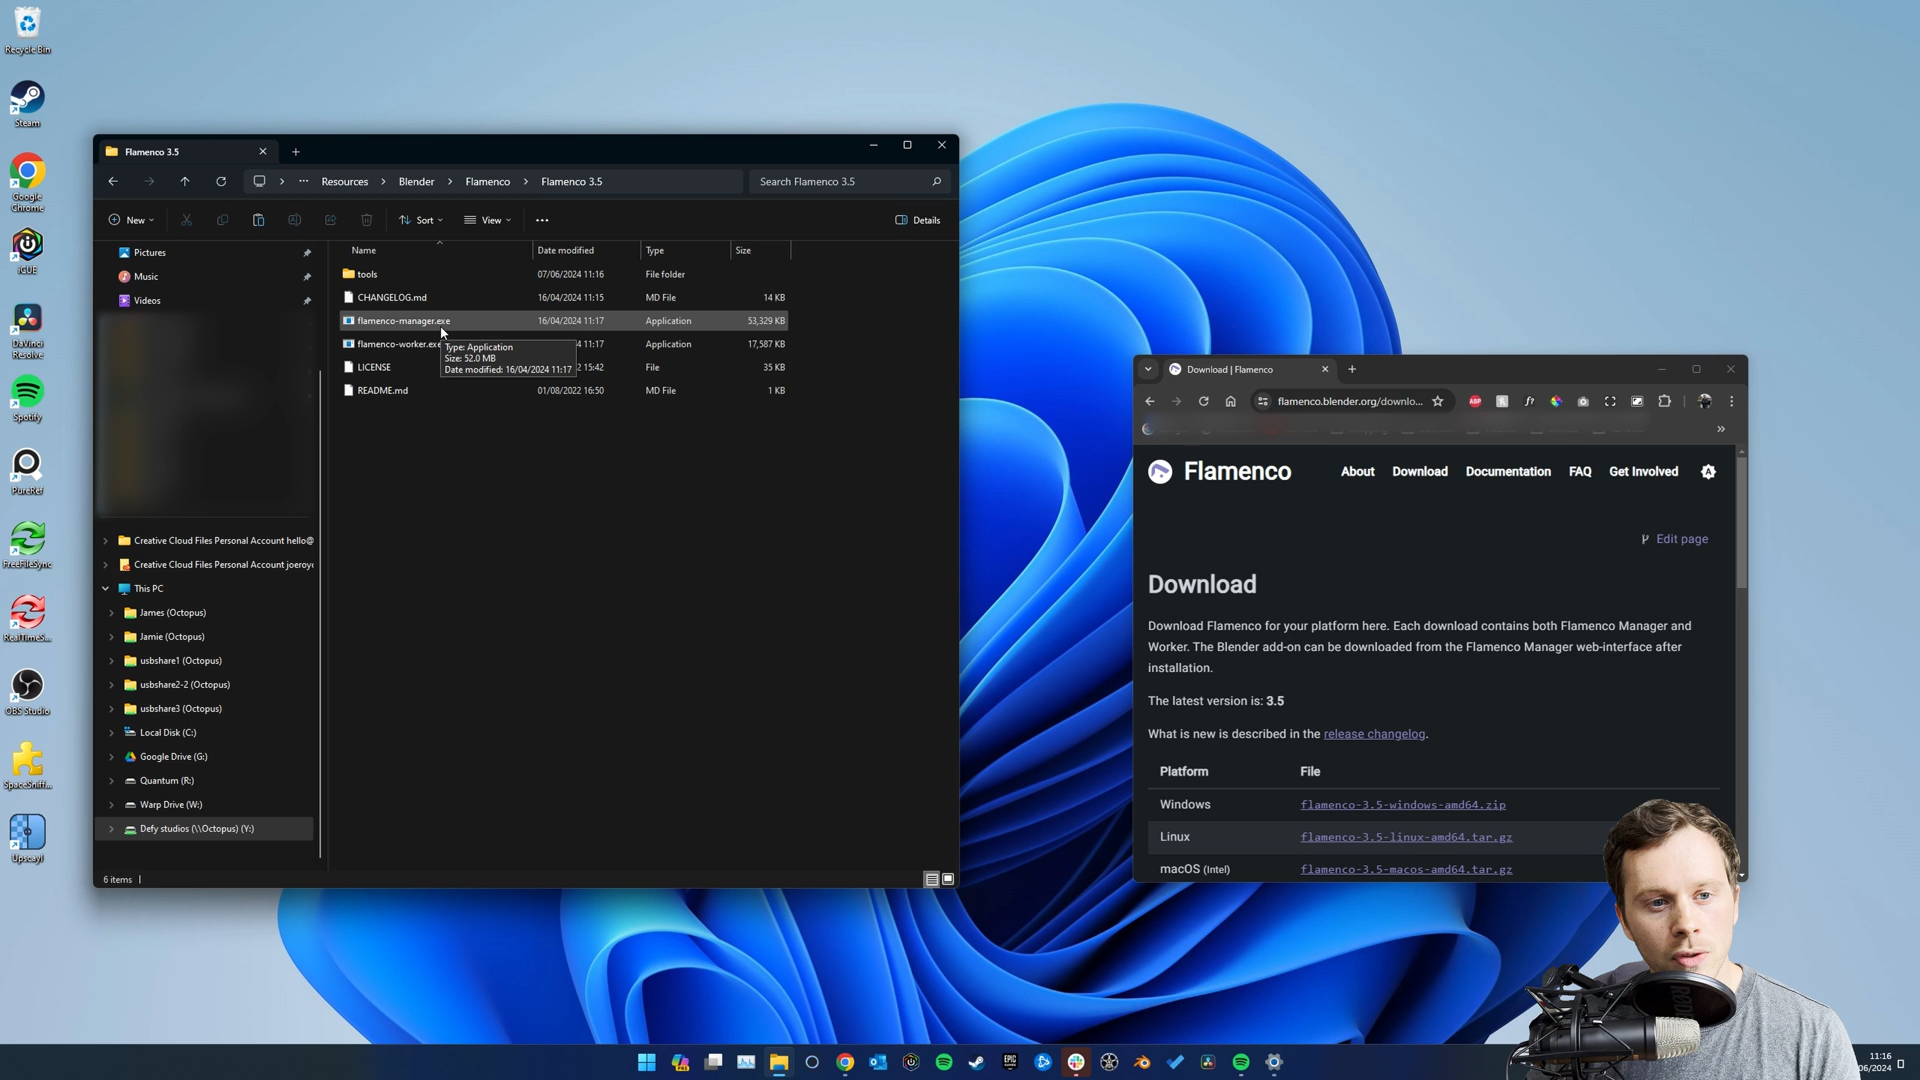 Recycle Bin
Steam
Google
Chrome
iCUE
DaVinci
Resolve
Spotify
PureRef
FreeFileSync
RealTimeS...
OBS Studio
SpaceSniff...
Upscayl
Flamenco 3.5
Resources
Blender
Flamenco
Flamenco 3.5
Search Flamenco 3.5
New
Sort
View
Details
Pictures
Music
Videos
Creative Cloud Files Personal Account hello@
Creative Cloud Files Personal Account joeroyc
This PC
James (Octopus)
Jamie (Octopus)
usbshare1 (Octopus)
usbshare2-2 (Octopus)
usbshare3 (Octopus)
Local Disk (C:)
Google Drive (G:)
Quantum (R:)
Warp Drive (W:)
Defy studios (\\Octopus) (Y:)
Name Date modified Type Size
tools 07/06/2024 11:16 File folder
CHANGELOG.md 16/04/2024 11:15 MD File 14 KB
flamenco-manager.exe 16/04/2024 11:17 Application 53,329 KB
flamenco-worker.exe 11:17 Application 17,587 KB
LICENSE 15:42 File 35 KB
README.md 01/08/2022 16:50 MD File 1 KB
Type: Application
Size: 52.0 MB
Date modified: 16/04/2024 11:17
6 items
Download | Flamenco
flamenco.blender.org/downlo...
ABP
f?
Flamenco
About Download Documentation FAQ Get Involved
Edit page
Download
Download Flamenco for your platform here. Each download contains both Flamenco Manager and
Worker. The Blender add-on can be downloaded from the Flamenco Manager web-interface after
installation.
The latest version is: 3.5
What is new is described in the release changelog.
Platform File
Windows flamenco-3.5-windows-amd64.zip
Linux flamenco-3.5-linux-amd64.tar.gz
macOS (Intel) flamenco-3.5-macos-amd64.tar.gz
EPIC
11:16
06/2024